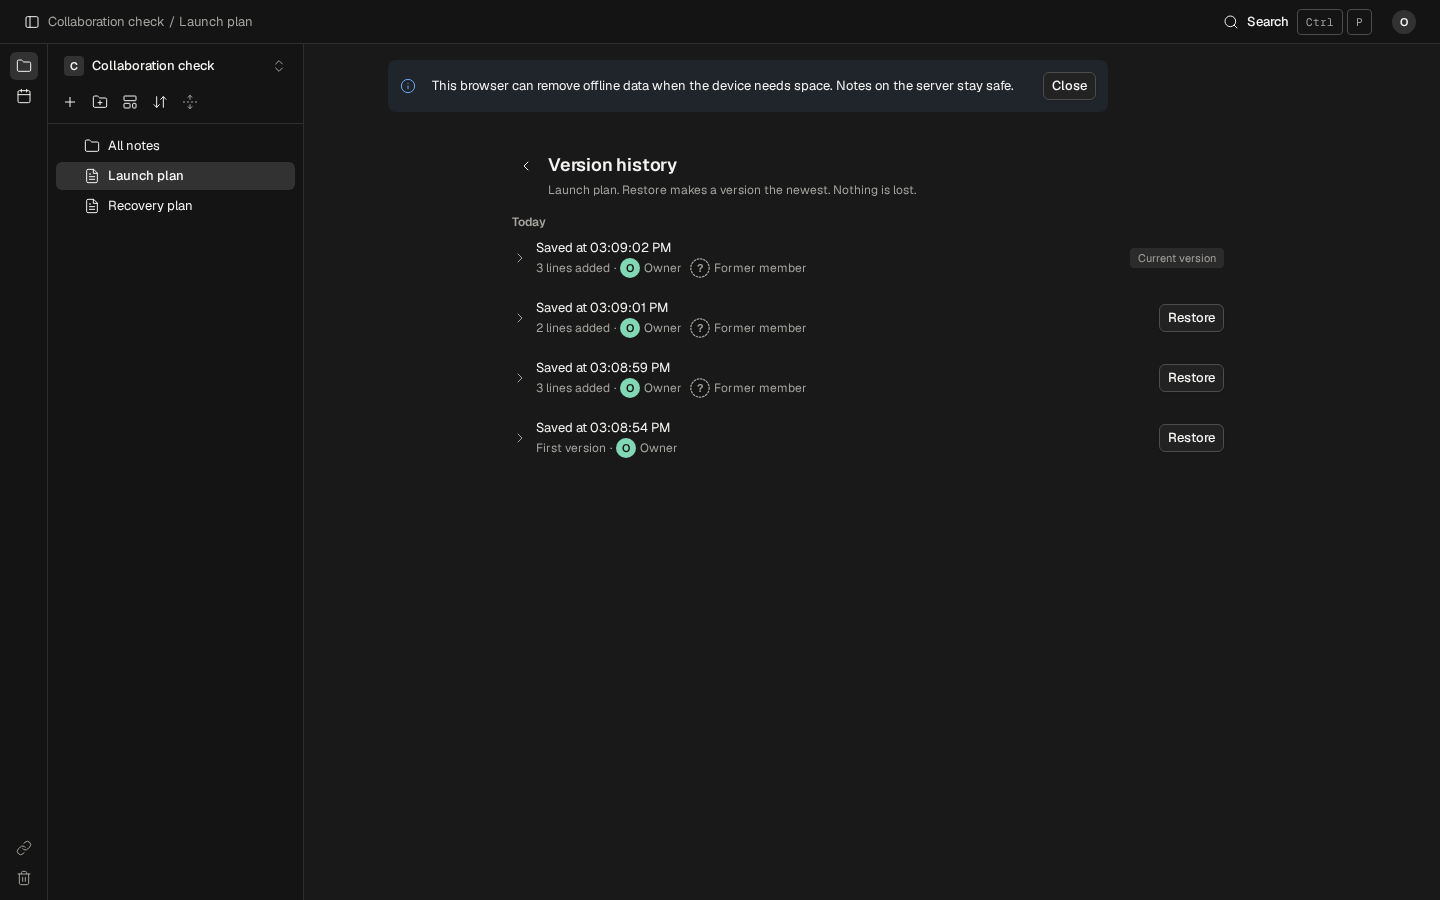 Collaboration check / Launch plan
Search Ctrl P
O
C Collaboration check
All notes
Launch plan
Recovery plan
This browser can remove offline data when the device needs space. Notes on the server stay safe.
Close
Version history
Launch plan. Restore makes a version the newest. Nothing is lost.
Today
Saved at 03:09:02 PM
3 lines added · O Owner ? Former member
Current version
Saved at 03:09:01 PM
2 lines added · O Owner ? Former member
Restore
Saved at 03:08:59 PM
3 lines added · O Owner ? Former member
Restore
Saved at 03:08:54 PM
First version · O Owner
Restore